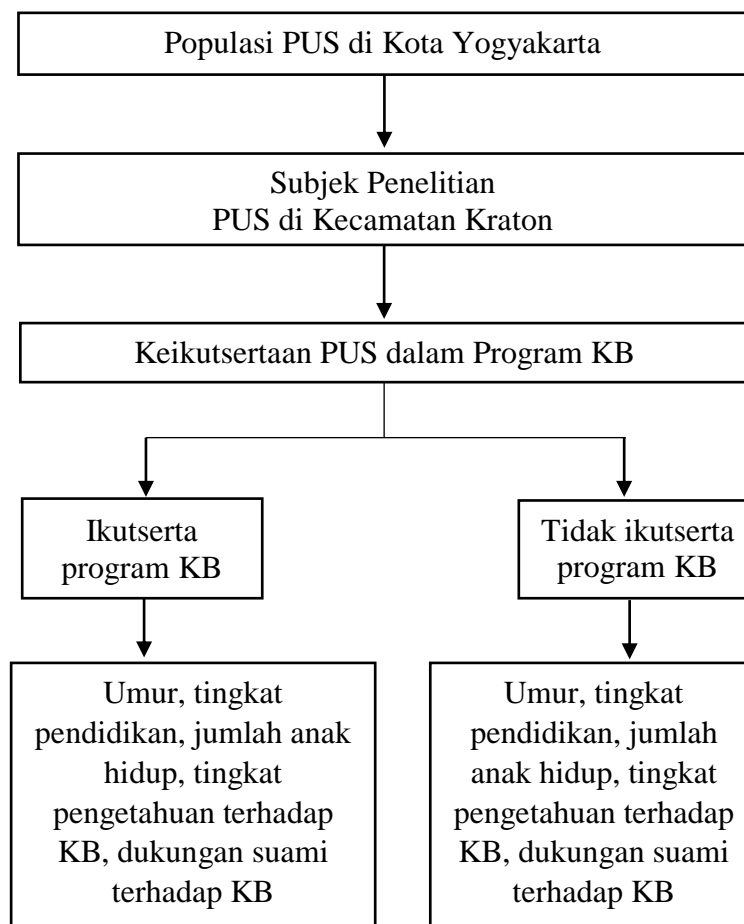 Populasi PUS di Kota Yogyakarta
Subjek Penelitian
PUS di Kecamatan Kraton
Keikutsertaan PUS dalam Program KB
Ikutserta
program KB
Tidak ikutserta
program KB
Umur, tingkat
pendidikan, jumlah anak
hidup, tingkat
pengetahuan terhadap
KB, dukungan suami
terhadap KB
Umur, tingkat
pendidikan, jumlah
anak hidup, tingkat
pengetahuan terhadap
KB, dukungan suami
terhadap KB